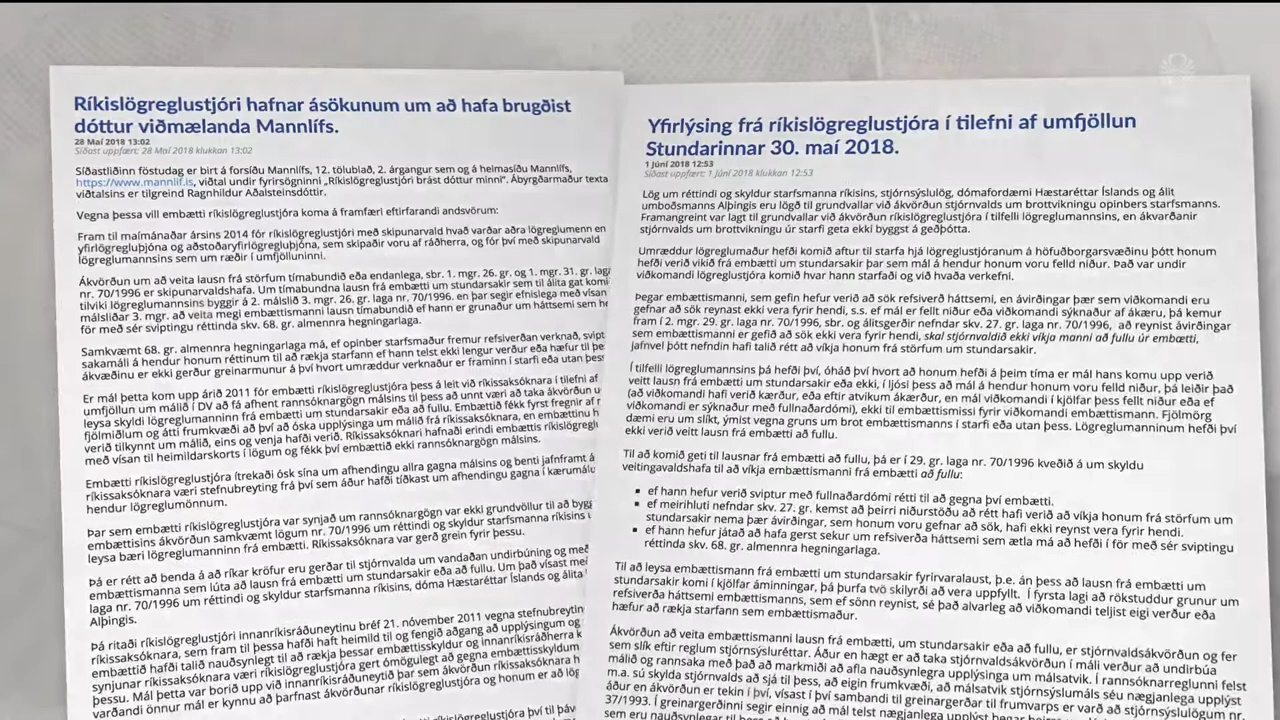 Ríkislögreglustjóri hafnar ásökunum um að hafa brugðist
dóttur viðmælanda Mannlífs.
28 Maí 2018 13:02
Síðast uppfært: 28 Maí 2018 klukkan 13:02
Síðastliðinn föstudag er birt á forsíðu Mannlífs, 12. tölublað, 2. árgangur sem og á heimasíðu Mannlífs,
https://www.mannlif.is, viðtal undir fyrirsögninni „Ríkislögreglustjóri brást dóttur minni“. Ábyrgðarmaður texta
viðtalsins er tilgreind Ragnhildur Aðalsteinsdóttir.
Vegna þessa vill embætti ríkislögreglustjóra koma á framfæri eftirfarandi andsvörum:
Fram til maímánaðar ársins 2014 fór ríkislögreglustjóri með skipunarvald hvað varðar aðra lögreglumenn en
yfirlögregluþjóna og aðstoðaryfirlögregluþjóna, sem skipaðir voru af ráðherra, og fór því með skipunarvald
lögreglumannsins sem um ræðir í umfjölluninni.
Ákvörðun um að veita lausn frá störfum tímabundið eða endanlega, sbr. 1. mgr. 26. gr. og 1. mgr. 31. gr. laga
nr. 70/1996 er skipunarvaldshafa. Um tímabundna lausn frá embætti um stundarsakir sem til álita gat komi
tilviki lögreglumannsins byggir á 2. málslið 3. mgr. 26. gr. laga nr. 70/1996. en þar segir efnislega með vísan
málsliðar 3. mgr. að veita megi embættismanni lausn tímabundið ef hann er grunaður um háttsemi sem he
för með sér sviptingu réttinda skv. 68. gr. almennra hegningarlaga.
Samkvæmt 68. gr. almennra hegningarlaga má, ef opinber starfsmaður fremur refsiverðan verknað, svipt
sakamáli á hendur honum réttinum til að rækja starfann ef hann telst ekki lengur verður eða hæfur til þe
ákvæðinu er ekki gerður greinarmunur á því hvort umræddur verknaður er framinn í starfi eða utan þess
Er mál þetta kom upp árið 2011 fór embætti ríkislögreglustjóra þess á leit við ríkissaksóknara í tilefni af
umfjöllun um málið í DV að fá afhent rannsóknargögn málsins til þess að unnt væri að taka ákvörðun u
leysa skyldi lögreglumanninn frá embætti um stundarsakir eða að fullu. Embættið fékk fyrst fregnir af r
fjölmiðlum og átti frumkvæði að því að óska upplýsinga um málið frá ríkissaksóknara, en embættinu h
verið tilkynnt um málið, eins og venja hafði verið. Ríkissaksóknari hafnaði erindi embættis ríkislögregl
með vísan til heimildarskorts í lögum og fékk því embættið ekki rannsóknargögn málsins.
Embætti ríkislögreglustjóra ítrekaði ósk sína um afhendingu allra gagna málsins og benti jafnframt á
ríkissaksóknara væri stefnubreyting frá því sem áður hafði tíðkast um afhendingu gagna í kærumálu
hendur lögreglumönnum.
Þar sem embætti ríkislögreglustjóra var synjað um rannsóknargögn var ekki grundvöllur til að bygg
embættisins ákvörðun samkvæmt lögum nr. 70/1996 um réttindi og skyldur starfsmanna ríkisins u
leysa bæri lögreglumanninn frá embætti. Ríkissaksóknara var gerð grein fyrir þessu.
Þá er rétt að benda á að ríkar kröfur eru gerðar til stjórnvalda um vandaðan undirbúning og með
embættismanna sem lúta að lausn frá embætti um stundarsakir eða að fullu. Um það vísast með
laga nr. 70/1996 um réttindi og skyldur starfsmanna ríkisins, dóma Hæstaréttar Íslands og álita
Alþingis.
Þá ritaði ríkislögreglustjóri innanríkisráðuneytinu bréf 21. nóvember 2011 vegna stefnubreytin
ríkissaksóknara, sem fram til þessa hafði haft heimild til og fengið aðgang að upplýsingum og
embættið hafði talið nauðsynlegt til að rækja þessar embættisskyldur og innanríkisráðherra k
synjunar ríkissaksóknara væri ríkislögreglustjóra gert ómögulegt að gegna embættisskyldum
þessu. Mál þetta var borið upp við innanríkisráðuneytið þar sem ákvörðun ríkissaksóknara h
varðandi önnur mál er kynnu að þarfnast ákvörðunar ríkislögreglustjóra og honum er að lög
ríkislögreglustjóra því til þáv

Yfirlýsing frá ríkislögreglustjóra í tilefni af umfjöllun
Stundarinnar 30. maí 2018.
1 Júní 2018 12:53
Síðast uppfært: 1 Júní 2018 klukkan 12:53
Lög um réttindi og skyldur starfsmanna ríkisins, stjórnsýslulög, dómafordæmi Hæstaréttar Íslands og álit
umboðsmanns Alþingis eru lögð til grundvallar við ákvörðun stjórnvalds um brottvikningu opinbers starfsmanns.
Framangreint var lagt til grundvallar við ákvörðun ríkislögreglustjóra í tilfelli lögreglumannsins, en ákvarðanir
stjórnvalds um brottvikningu úr starfi geta ekki byggst á geðþótta.
Umræddur lögreglumaður hefði komið aftur til starfa hjá lögreglustjóranum á höfuðborgarsvæðinu þótt honum
hefði verið vikið frá embætti um stundarsakir þar sem mál á hendur honum voru felld niður. Það var undir
viðkomandi lögreglustjóra komið hvar hann starfaði og við hvaða verkefni.
Þegar embættismanni, sem gefin hefur verið að sök refsiverð háttsemi, en ávirðingar þær sem viðkomandi eru
gefnar að sök reynast ekki vera fyrir hendi, s.s. ef mál er fellt niður eða viðkomandi sýknaður af ákæru, þá kemur
fram í 2. mgr. 29. gr. laga nr. 70/1996, sbr. og álitsgerðir nefndar skv. 27. gr. laga nr. 70/1996, að reynist ávirðingar
sem embættismanni er gefið að sök ekki vera fyrir hendi, skal stjórnvaldið ekki víkja manni að fullu úr embætti,
jafnvel þótt nefndin hafi talið rétt að víkja honum frá störfum um stundarsakir.
Í tilfelli lögreglumannsins þá hefði því, óháð því hvort að honum hefði á þeim tíma er mál hans komu upp verið
veitt lausn frá embætti um stundarsakir eða ekki, í ljósi þess að mál á hendur honum voru felld niður, þá leiðir það
(að viðkomandi hafi verið kærður, eða eftir atvikum ákærður, en mál viðkomandi í kjölfar þess fellt niður eða ef
viðkomandi er sýknaður með fullnaðardómi), ekki til embættismissi fyrir viðkomandi embættismann. Fjölmörg
dæmi eru um slíkt, ýmist vegna gruns um brot embættismanns í starfi eða utan þess. Lögreglumanninum hefði því
ekki verið veitt lausn frá embætti að fullu.
Til að komið geti til lausnar frá embætti að fullu, þá er í 29. gr. laga nr. 70/1996 kveðið á um skyldu
veitingavaldshafa til að víkja embættismanni frá embætti að fullu:
▪ ef hann hefur verið sviptur með fullnaðardómi rétti til að gegna því embætti.
▪ ef meirihluti nefndar skv. 27. gr. kemst að þeirri niðurstöðu að rétt hafi verið að víkja honum frá störfum um
stundarsakir nema þær ávirðingar, sem honum voru gefnar að sök, hafi ekki reynst vera fyrir hendi.
▪ ef hann hefur játað að hafa gerst sekur um refsiverða háttsemi sem ætla má að hefði í för með sér sviptingu
réttinda skv. 68. gr. almennra hegningarlaga.
Til að leysa embættismann frá embætti um stundarsakir fyrirvaralaust, þ.e. án þess að lausn frá embætti um
stundarsakir komi í kjölfar áminningar, þá þurfa tvö skilyrði að vera uppfyllt. Í fyrsta lagi að rökstuddur grunur um
refsiverða háttsemi embættismanns, sem ef sönn reynist, sé það alvarleg að viðkomandi teljist eigi verður eða
hæfur að rækja starfann sem embættismaður.
Ákvörðun að veita embættismanni lausn frá embætti, um stundarsakir eða að fullu, er stjórnvaldsákvörðun og fer
sem slík eftir reglum stjórnsýsluréttar. Áður en hægt er að taka stjórnvaldsákvörðun í máli verður að undirbúa
málið og rannsaka með það að markmiði að afla nauðsynlegra upplýsinga um málsatvik. Í rannsóknarreglunni felst
m.a. sú skylda stjórnvalds að sjá til þess, að eigin frumkvæði, að málsatvik stjórnsýslumáls séu nægjanlega upplýst
áður en ákvörðun er tekin í því, vísast í því sambandi til greinargerðar til frumvarps er varð að stjórnsýslulögum nr.
37/1993. Í greinargerðinni segir einnig að mál telst nægjanlega upplýst þegar
sem eru nauðsynlegar til